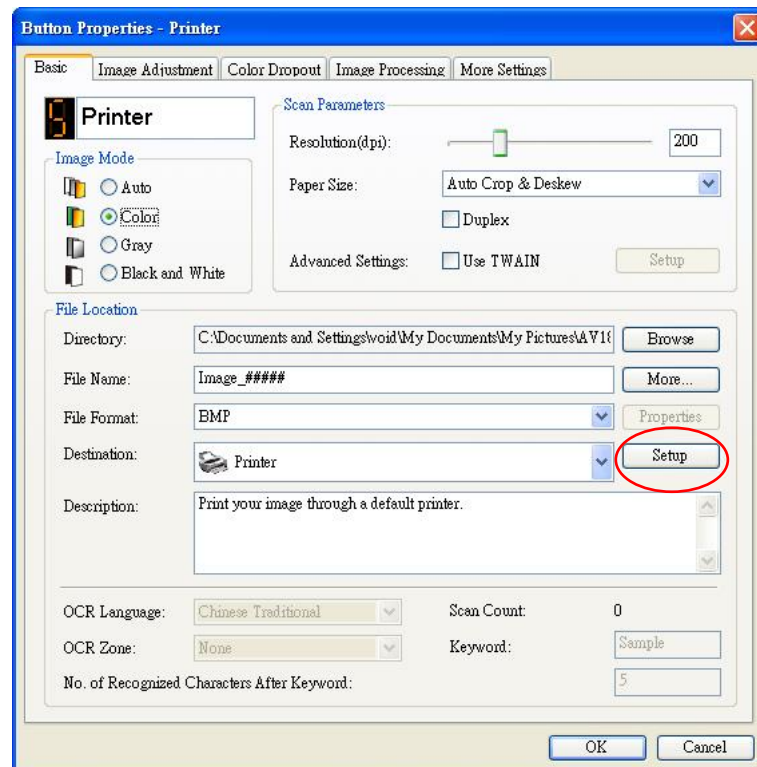 Button Properties - Printer
Basic Image Adjustment Color Dropout Image Processing More Settings
5 Printer
Image Mode
Auto
Color
Gray
Black and White
Scan Parameters
Resolution(dpi): 200
Paper Size: Auto Crop & Deskew
Duplex
Advanced Settings: Use TWAIN Setup
File Location
Directory: C:\Documents and Settings\void\My Documents\My Pictures\AV18 Browse
File Name: Image_##### More...
File Format: BMP Properties
Destination: Printer Setup
Description: Print your image through a default printer.
OCR Language: Chinese Traditional Scan Count: 0
OCR Zone: None Keyword: Sample
No. of Recognized Characters After Keyword: 5
OK Cancel